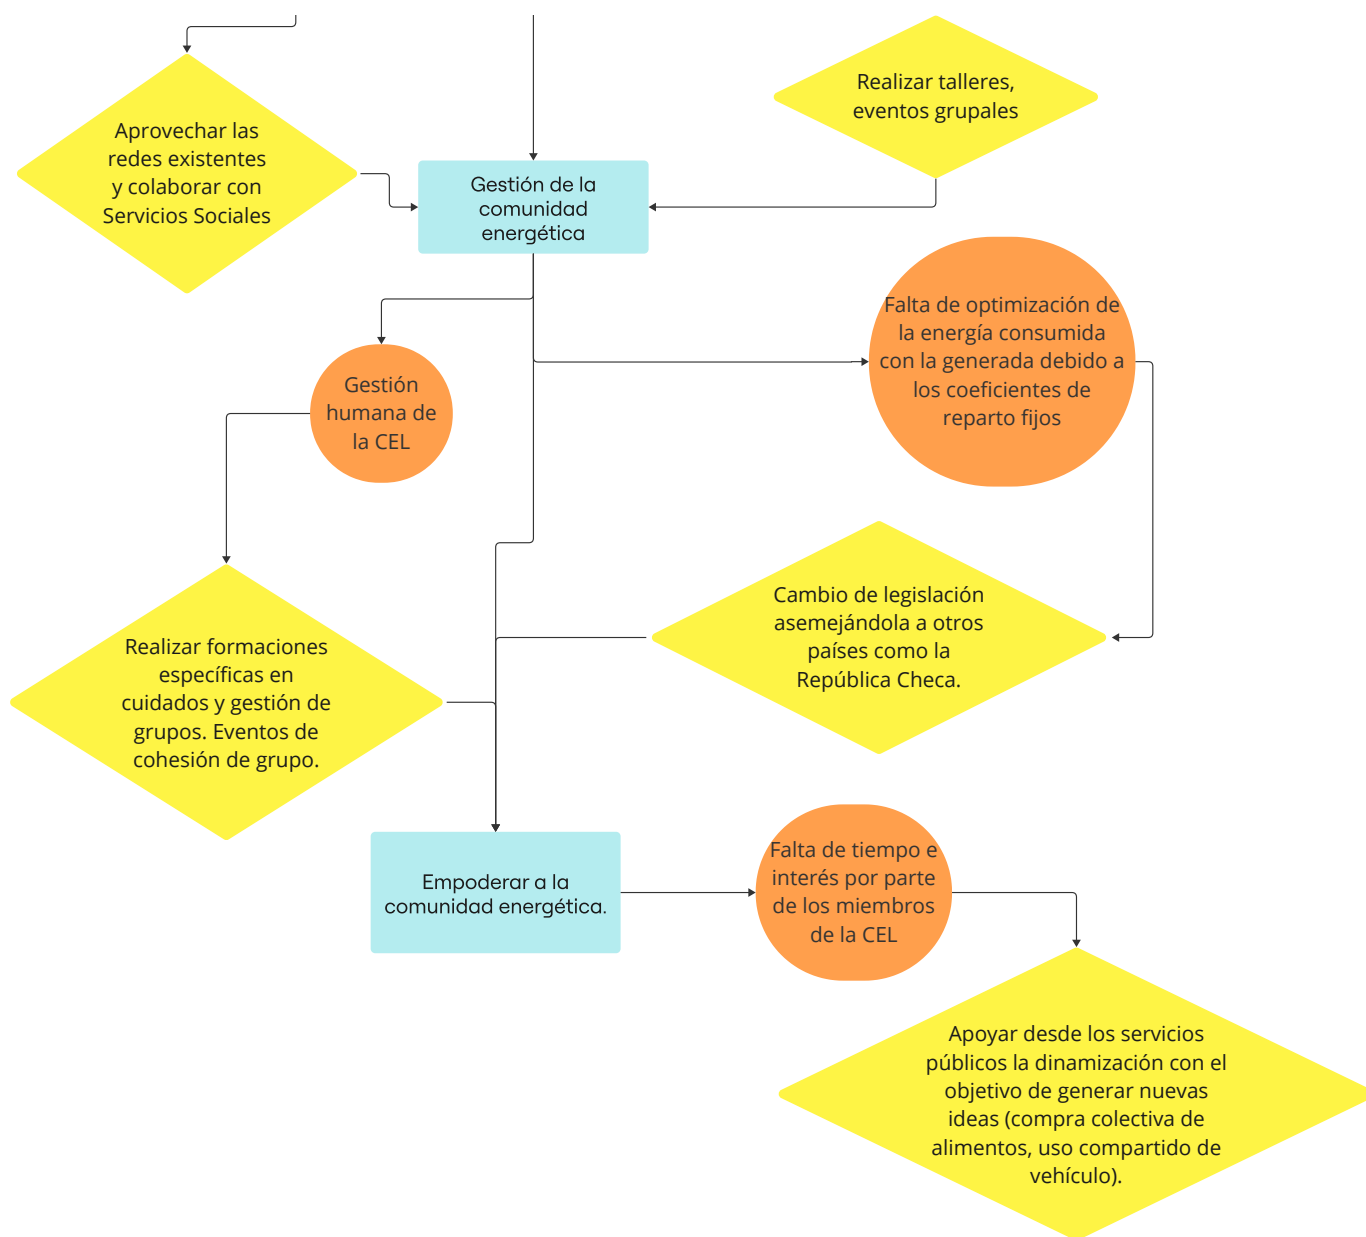 Realizar talleres,
eventos grupales
Aprovechar las
redes existentes
y colaborar con
Servicios Sociales
Gestión de la
comunidad
energética
Falta de optimización de
la energía consumida
con la generada debido a
los coeficientes de
reparto fijos
Gestión
humana de
la CEL
Cambio de legislación
asemejándola a otros
países como la
República Checa.
Realizar formaciones
específicas en
cuidados y gestión de
grupos. Eventos de
cohesión de grupo.
Empoderar a la
comunidad energética.
Falta de tiempo e
interés por parte
de los miembros
de la CEL
Apoyar desde los servicios
públicos la dinamización con el
objetivo de generar nuevas
ideas (compra colectiva de
alimentos, uso compartido de
vehículo).